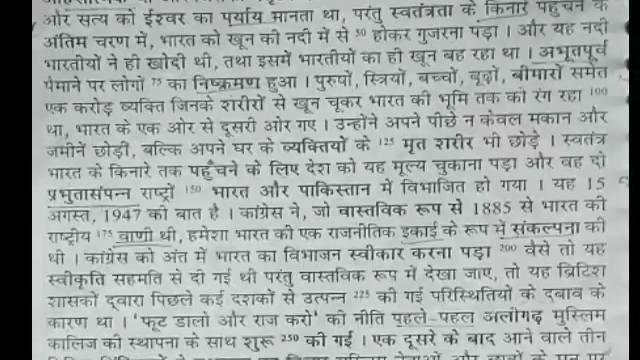 और सत्य को ईश्वर का पर्याय मानता था, परंतु स्वतंत्रता के किनारे पहुंचने के
अंतिम चरण में, भारत को खून की नदी में से 50 होकर गुजरना पड़ा । और यह नदी
भारतीयों ने ही खोदी थी, तथा इसमें भारतीयों का ही खून बह रहा था । अभूतपूर्व
पैमाने पर लोगों 75 का निष्क्रमण हुआ । पुरुषों, स्त्रियों, बच्चों, बूढ़ों, बीमारों समेत
एक करोड़ व्यक्ति जिनके शरीरों से खून चूकर भारत की भूमि तक को रंग रहा 100
था, भारत के एक ओर से दूसरी ओर गए । उन्होंने अपने पीछे न केवल मकान और
जमीनें छोड़ीं, बल्कि अपने घर के व्यक्तियों के 125 मृत शरीर भी छोड़े । स्वतंत्र
भारत के किनारे तक पहुँचने के लिए देश को यह मूल्य चुकाना पड़ा और वह दो
प्रभुतासंपन्न राष्ट्रों 150 भारत और पाकिस्तान में विभाजित हो गया । यह 15
अगस्त, 1947 की बात है । कांग्रेस ने, जो वास्तविक रूप से 1885 से भारत की
राष्ट्रीय 175 वाणी थी, हमेशा भारत की एक राजनीतिक इकाई के रूप में संकल्पना की
थी । कांग्रेस को अंत में भारत का विभाजन स्वीकार करना पड़ा 200 वैसे तो यह
स्वीकृति सहमति से दी गई थी परंतु वास्तविक रूप में देखा जाए, तो यह ब्रिटिश
शासकों द्वारा पिछले कई दशकों से उत्पन्न 225 की गई परिस्थितियों के दबाव के
कारण था । 'फूट डालो और राज करो' की नीति पहले-पहल अलीगढ़ मुस्लिम
कालिज की स्थापना के साथ शुरू 250 की गई । एक दूसरे के बाद आने वाले तीन